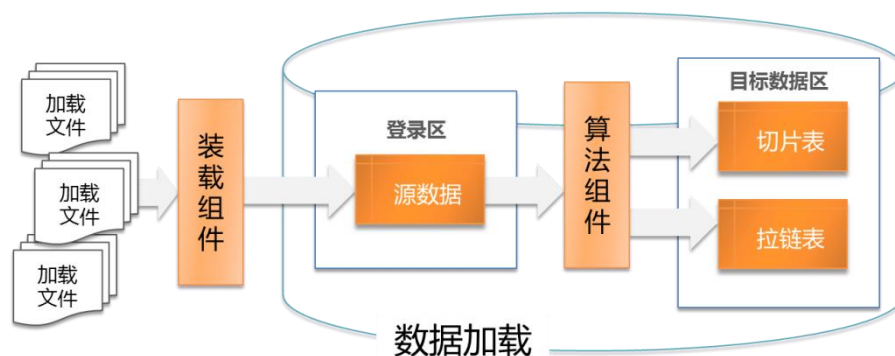 加载
文件
加载
文件
加载
文件
装载组件
登录区
源数据
算法组件
目标数据区
切片表
拉链表
数据加载